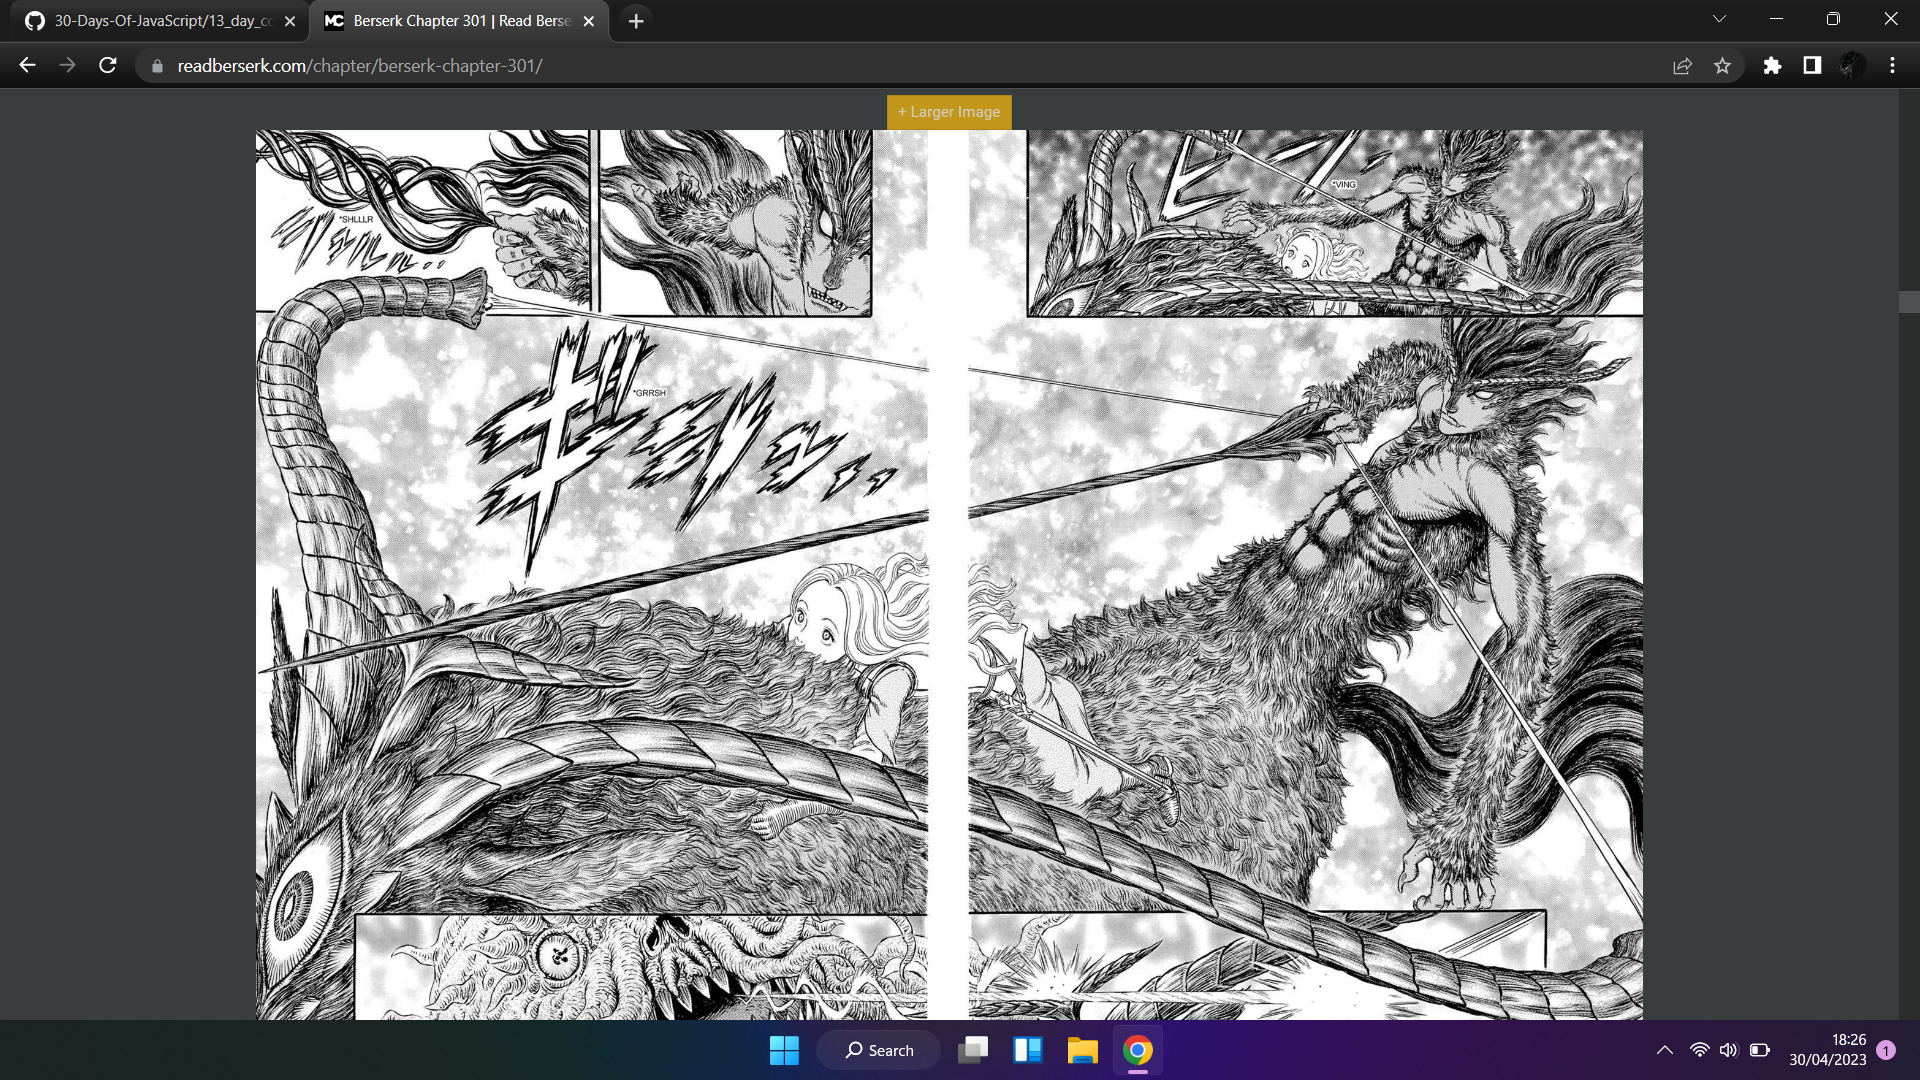 30-Days-Of-JavaScript/13_day_co
Berserk Chapter 301 | Read Berse
readberserk.com/chapter/berserk-chapter-301/
+ Larger Image
*SHLLLR
*VING
*GRRSH
Search
18:26
30/04/2023
1